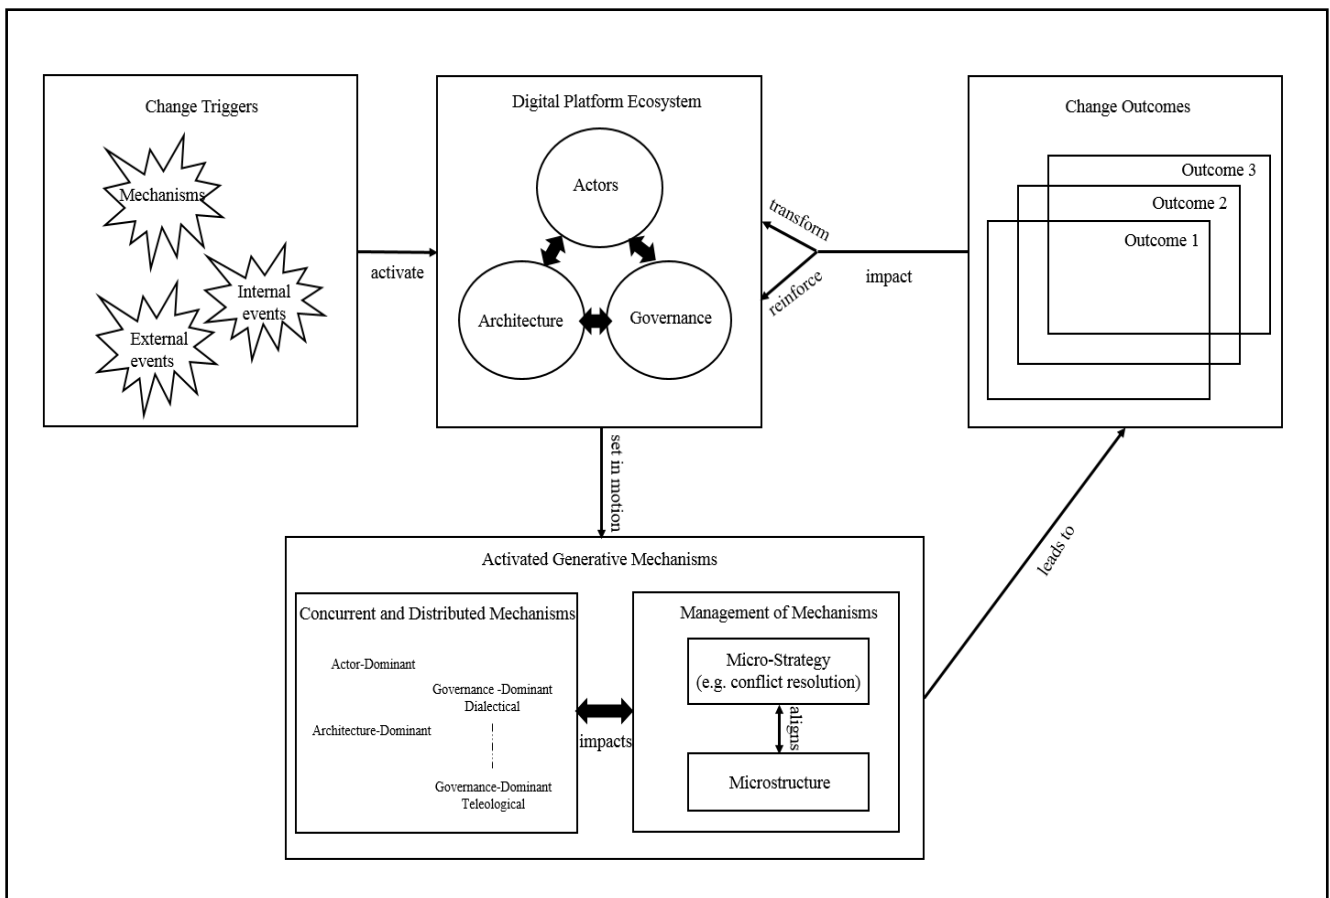 Change Triggers
Mechanisms
Internal
events
External
events
activate
Digital Platform Ecosystem
Actors
Architecture
Governance
transform
reinforce
impact
Change Outcomes
Outcome 3
Outcome 2
Outcome 1
set in motion
Activated Generative Mechanisms
Concurrent and Distributed Mechanisms
Actor-Dominant
Governance -Dominant
Dialectical
Architecture-Dominant
Governance-Dominant
Teleological
impacts
Management of Mechanisms
Micro-Strategy
(e.g. conflict resolution)
aligns
Microstructure
leads to